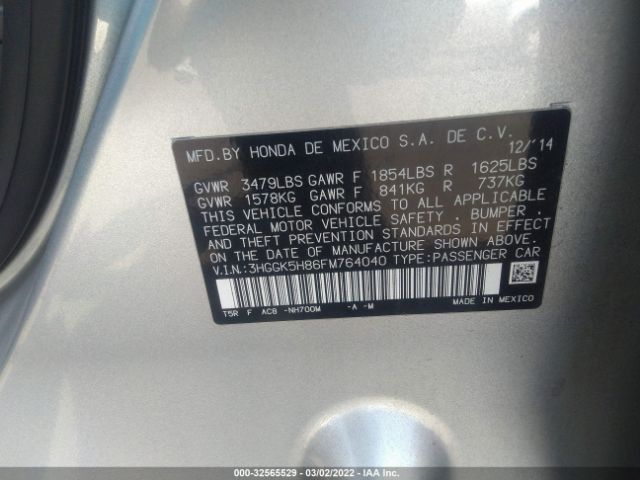 MFD.BY HONDA DE MEXICO S.A. DE C.V.
12/'14
GVWR 3479LBS GAWR F 1854LBS R 1625LBS
GVWR 1578KG GAWR F 841KG R 737KG
THIS VEHICLE CONFORMS TO ALL APPLICABLE
FEDERAL MOTOR VEHICLE SAFETY , BUMPER ,
AND THEFT PREVENTION STANDARDS IN EFFECT
ON THE DATE OF MANUFACTURE SHOWN ABOVE.
V.I.N.:3HGGK5H86FM764040 TYPE:PASSENGER CAR
T5R F AC8 -NH700M -A -M MADE IN MEXICO
000-32565529 - 03/02/2022 - IAA Inc.